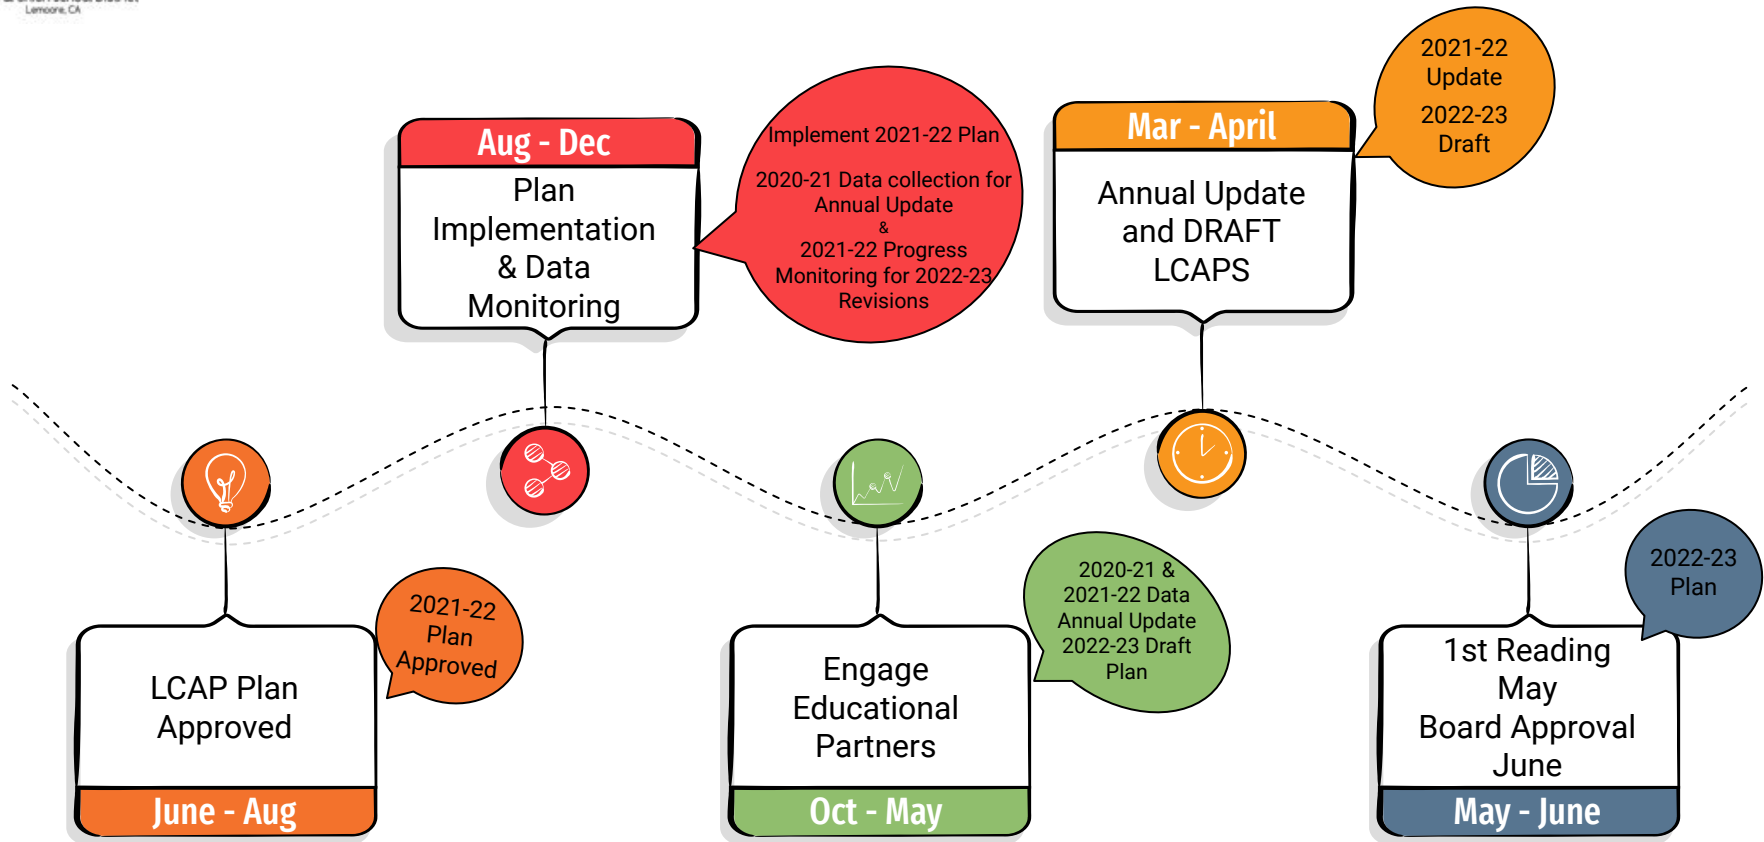 Lemoore, CA
2021-22
Update
2022-23
Draft
Aug - Dec
Plan
Implementation
& Data
Monitoring
Implement 2021-22 Plan
2020-21 Data collection for
Annual Update
&
2021-22 Progress
Monitoring for 2022-23
Revisions
Mar - April
Annual Update
and DRAFT
LCAPS
2021-22
Plan
Approved
LCAP Plan
Approved
June - Aug
2020-21 &
2021-22 Data
Annual Update
2022-23 Draft
Plan
Engage
Educational
Partners
Oct - May
2022-23
Plan
1st Reading
May
Board Approval
June
May - June